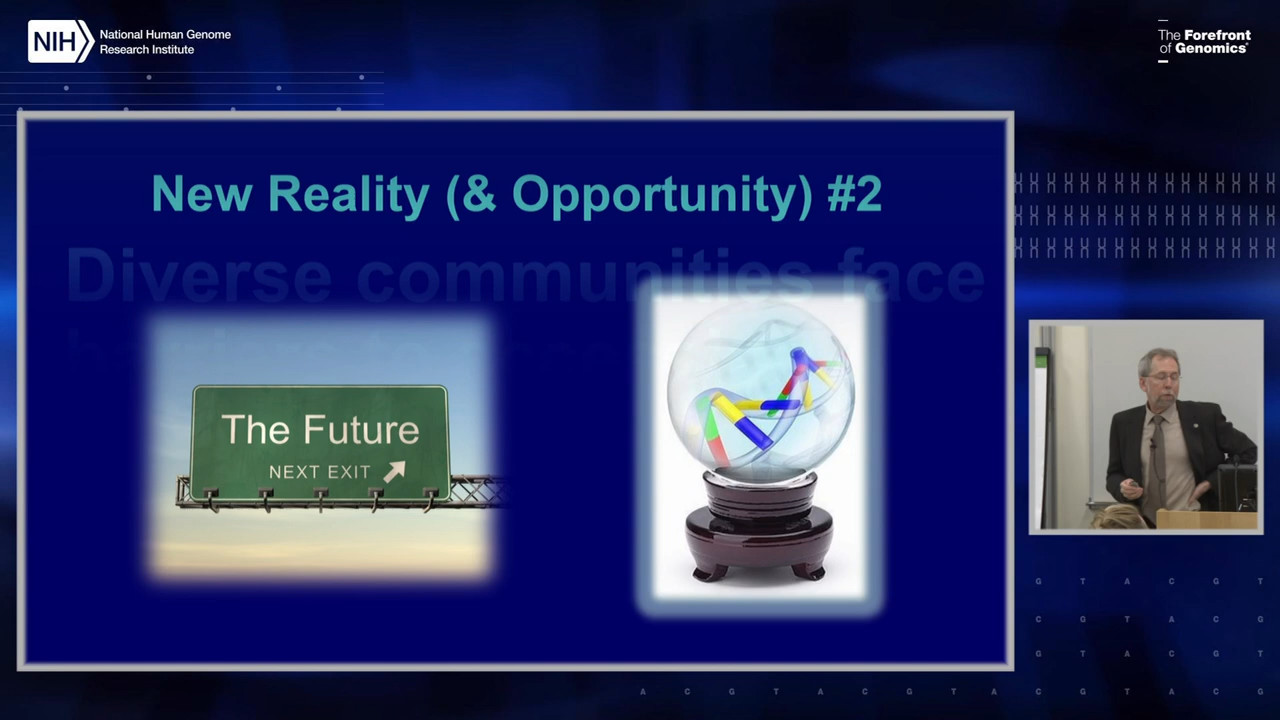 NIH
National Human Genome
Research Institute
The Forefront
of Genomics®
New Reality (& Opportunity) #2
Diverse communities face
The Future
NEXT EXIT
G T A C G T
C G T A C G
G T A C G T
A C G T A C G T A C G T A C G